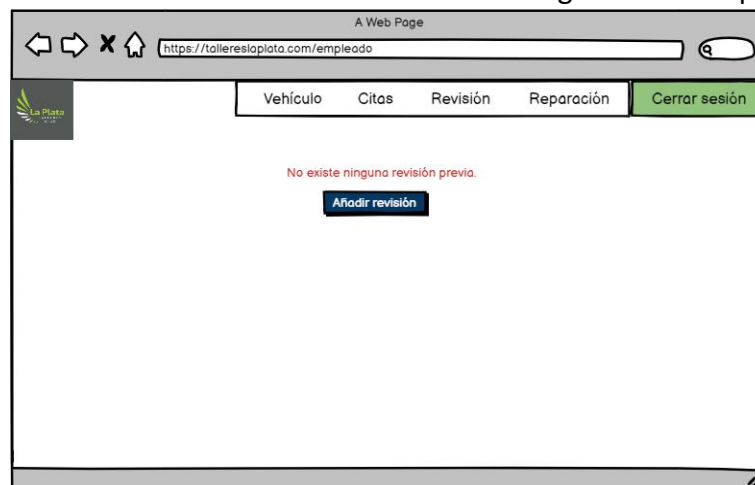 A Web Page
https://tallereslaplata.com/empleado
La Plata
Vehículo Citas Revisión Reparación Cerrar sesión
No existe ninguna revisión previa.
Añadir revisión